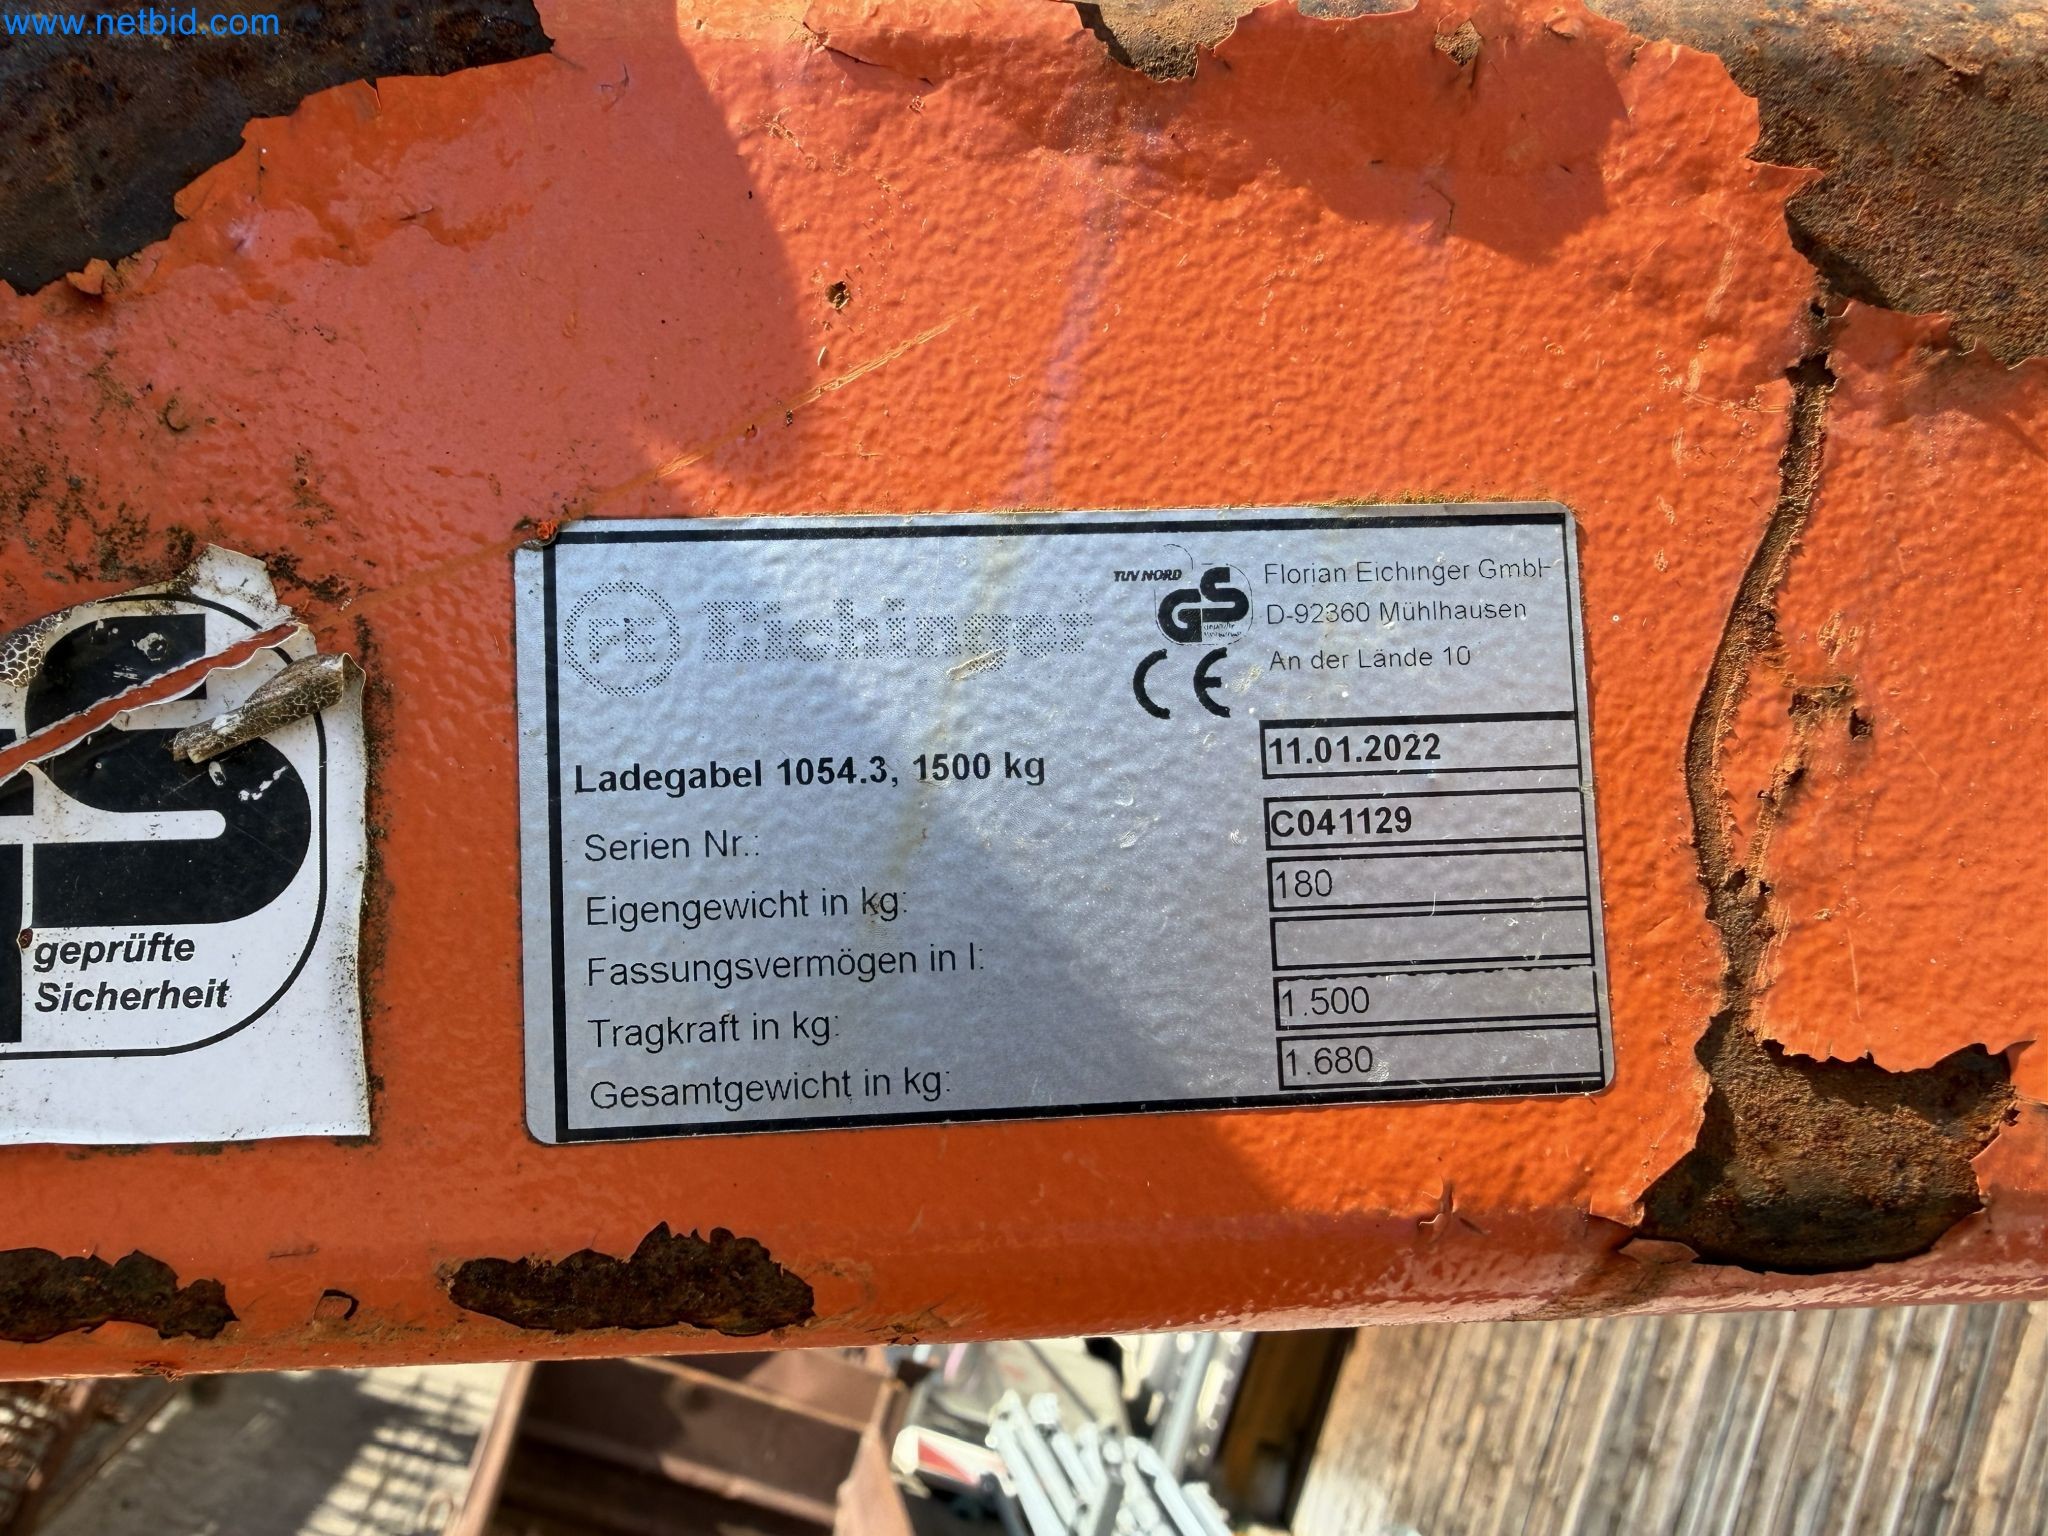 www.netbid.com
FE Eichinger
TÜV NORD
GS
Florian Eichinger GmbH
D-92360 Mühlhausen
An der Lände 10
CE
Ladegabel 1054.3, 1500 kg
11.01.2022
Serien Nr.:
C041129
Eigengewicht in kg:
180
Fassungsvermögen in l:
Tragkraft in kg:
1.500
Gesamtgewicht in kg:
1.680
S
geprüfte
Sicherheit